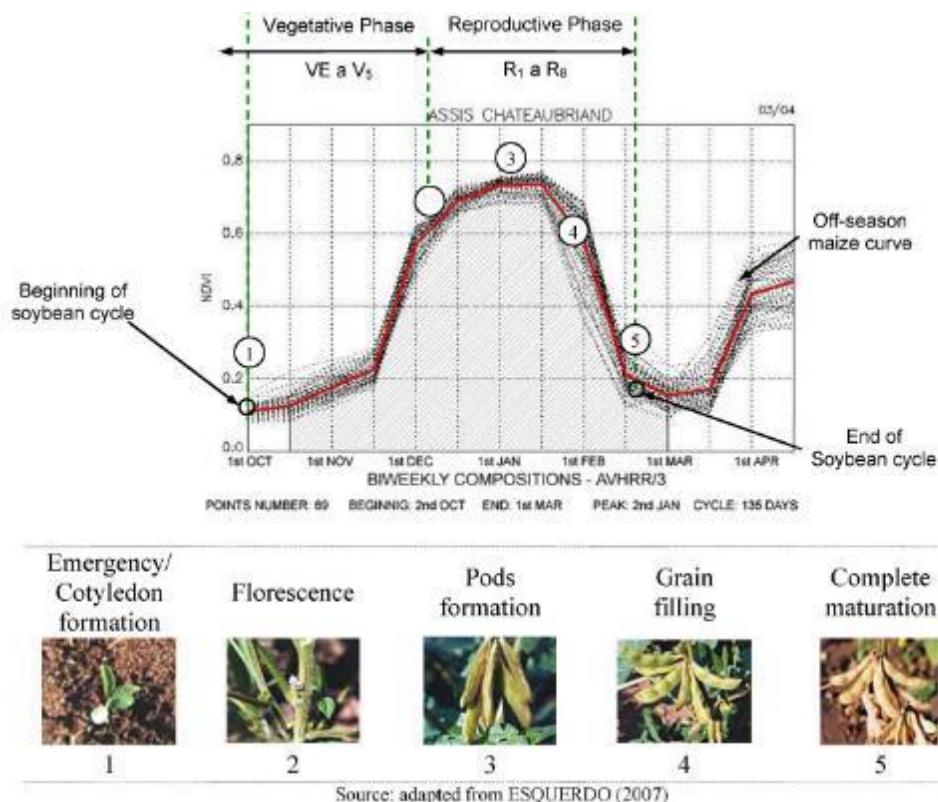 Vegetative Phase Reproductive Phase
VE a V₅ R₁ a R₈
ASSIS CHATEAUBRIAND 03/04
0.8
0.6
0.4
0.2
0.0
NDVI
1
3
4
5
Beginning of
soybean cycle
Off-season
maize curve
End of
Soybean cycle
1st OCT 1st NOV 1st DEC 1st JAN 1st FEB 1st MAR 1st APR
BIWEEKLY COMPOSITIONS - AVHRR/3
POINTS NUMBER: 69 BEGINNIG: 2nd OCT END: 1st MAR PEAK: 2nd JAN CYCLE: 135 DAYS
Emergency/
Cotyledon
formation
Florescence
Pods
formation
Grain
filling
Complete
maturation
1 2 3 4 5
Source: adapted from ESQUERDO (2007)